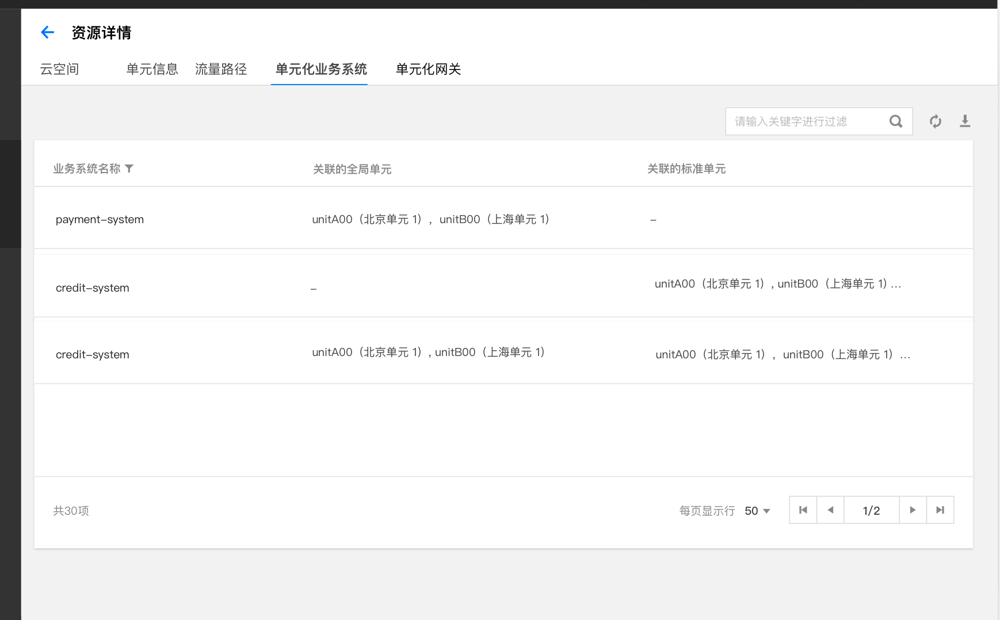 资源详情
云空间 单元信息 流量路径 单元化业务系统 单元化网关
请输入关键字进行过滤
业务系统名称 关联的全局单元 关联的标准单元
payment-system unitA00（北京单元 1），unitB00（上海单元 1） -
credit-system - unitA00（北京单元 1）, unitB00（上海单元 1) ...
credit-system unitA00（北京单元 1）, unitB00（上海单元 1） unitA00（北京单元 1），unitB00（上海单元 1）...
共30项 每页显示行 50 1/2